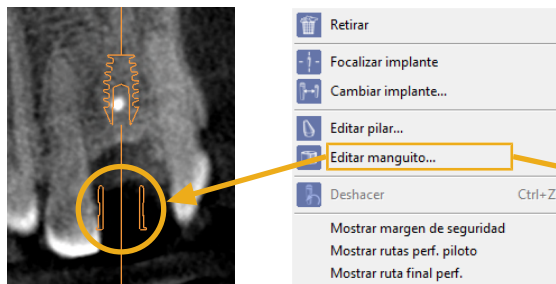 Retirar
Focalizar implante
Cambiar implante...
Editar pilar...
Editar manguito...
Deshacer Ctrl+Z
Mostrar margen de seguridad
Mostrar rutas perf. piloto
Mostrar ruta final perf.